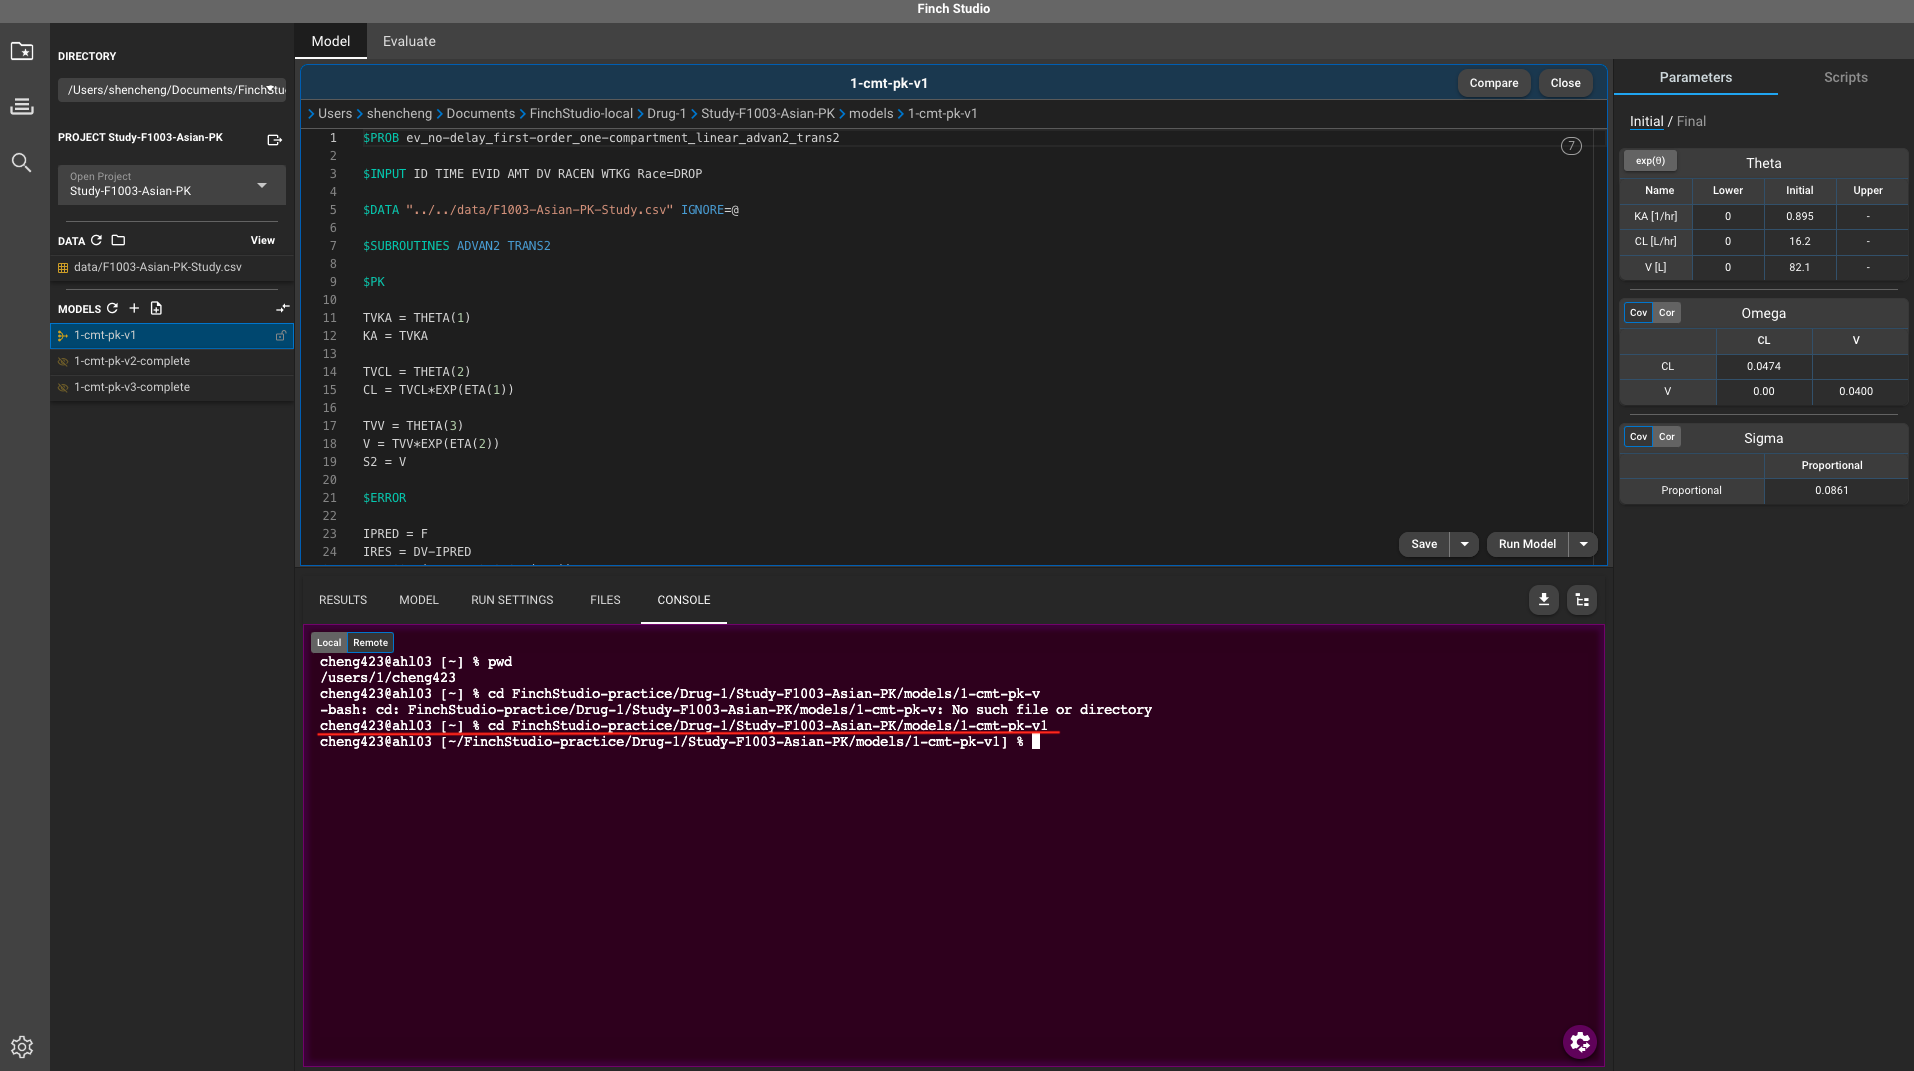 Finch Studio
DIRECTORY
/Users/shencheng/Documents/FinchStu
PROJECT Study-F1003-Asian-PK
Open Project
Study-F1003-Asian-PK
DATA
View
data/F1003-Asian-PK-Study.csv
MODELS
1-cmt-pk-v1
1-cmt-pk-v2-complete
1-cmt-pk-v3-complete
Model Evaluate
1-cmt-pk-v1
Compare Close
Users shencheng Documents FinchStudio-local Drug-1 Study-F1003-Asian-PK models 1-cmt-pk-v1
1 $PROB ev_no-delay_first-order_one-compartment_linear_advan2_trans2
7
2
3 $INPUT ID TIME EVID AMT DV RACEN WTKG Race=DROP
4
5 $DATA "../../data/F1003-Asian-PK-Study.csv" IGNORE=@
6
7 $SUBROUTINES ADVAN2 TRANS2
8
9 $PK
10
11 TVKA = THETA(1)
12 KA = TVKA
13
14 TVCL = THETA(2)
15 CL = TVCL*EXP(ETA(1))
16
17 TVV = THETA(3)
18 V = TVV*EXP(ETA(2))
19 S2 = V
20
21 $ERROR
22
23 IPRED = F
24 IRES = DV-IPRED
Save Run Model
RESULTS MODEL RUN SETTINGS FILES CONSOLE
Local Remote
cheng423@ahl03 [~] % pwd
/users/1/cheng423
cheng423@ahl03 [~] % cd FinchStudio-practice/Drug-1/Study-F1003-Asian-PK/models/1-cmt-pk-v
-bash: cd: FinchStudio-practice/Drug-1/Study-F1003-Asian-PK/models/1-cmt-pk-v: No such file or directory
cheng423@ahl03 [~] % cd FinchStudio-practice/Drug-1/Study-F1003-Asian-PK/models/1-cmt-pk-v1
cheng423@ahl03 [~/FinchStudio-practice/Drug-1/Study-F1003-Asian-PK/models/1-cmt-pk-v1] %
Parameters Scripts
Initial / Final
exp(θ) Theta
Name Lower Initial Upper
KA [1/hr] 0 0.895 -
CL [L/hr] 0 16.2 -
V [L] 0 82.1 -
Cov Cor Omega
CL V
CL 0.0474
V 0.00 0.0400
Cov Cor Sigma
Proportional
Proportional 0.0861